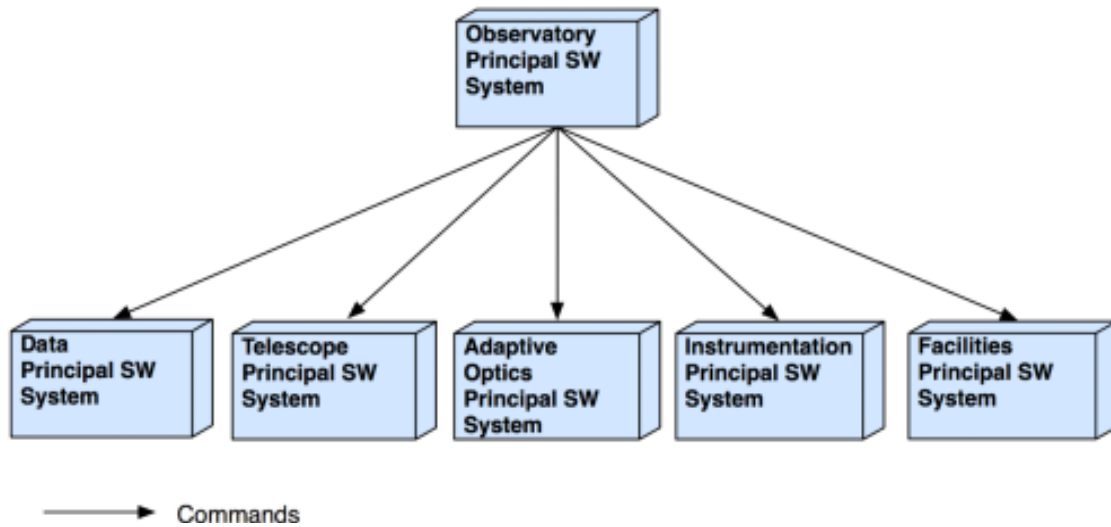 Observatory
Principal SW
System
Data
Principal SW
System
Telescope
Principal SW
System
Adaptive
Optics
Principal SW
System
Instrumentation
Principal SW
System
Facilities
Principal SW
System
Commands